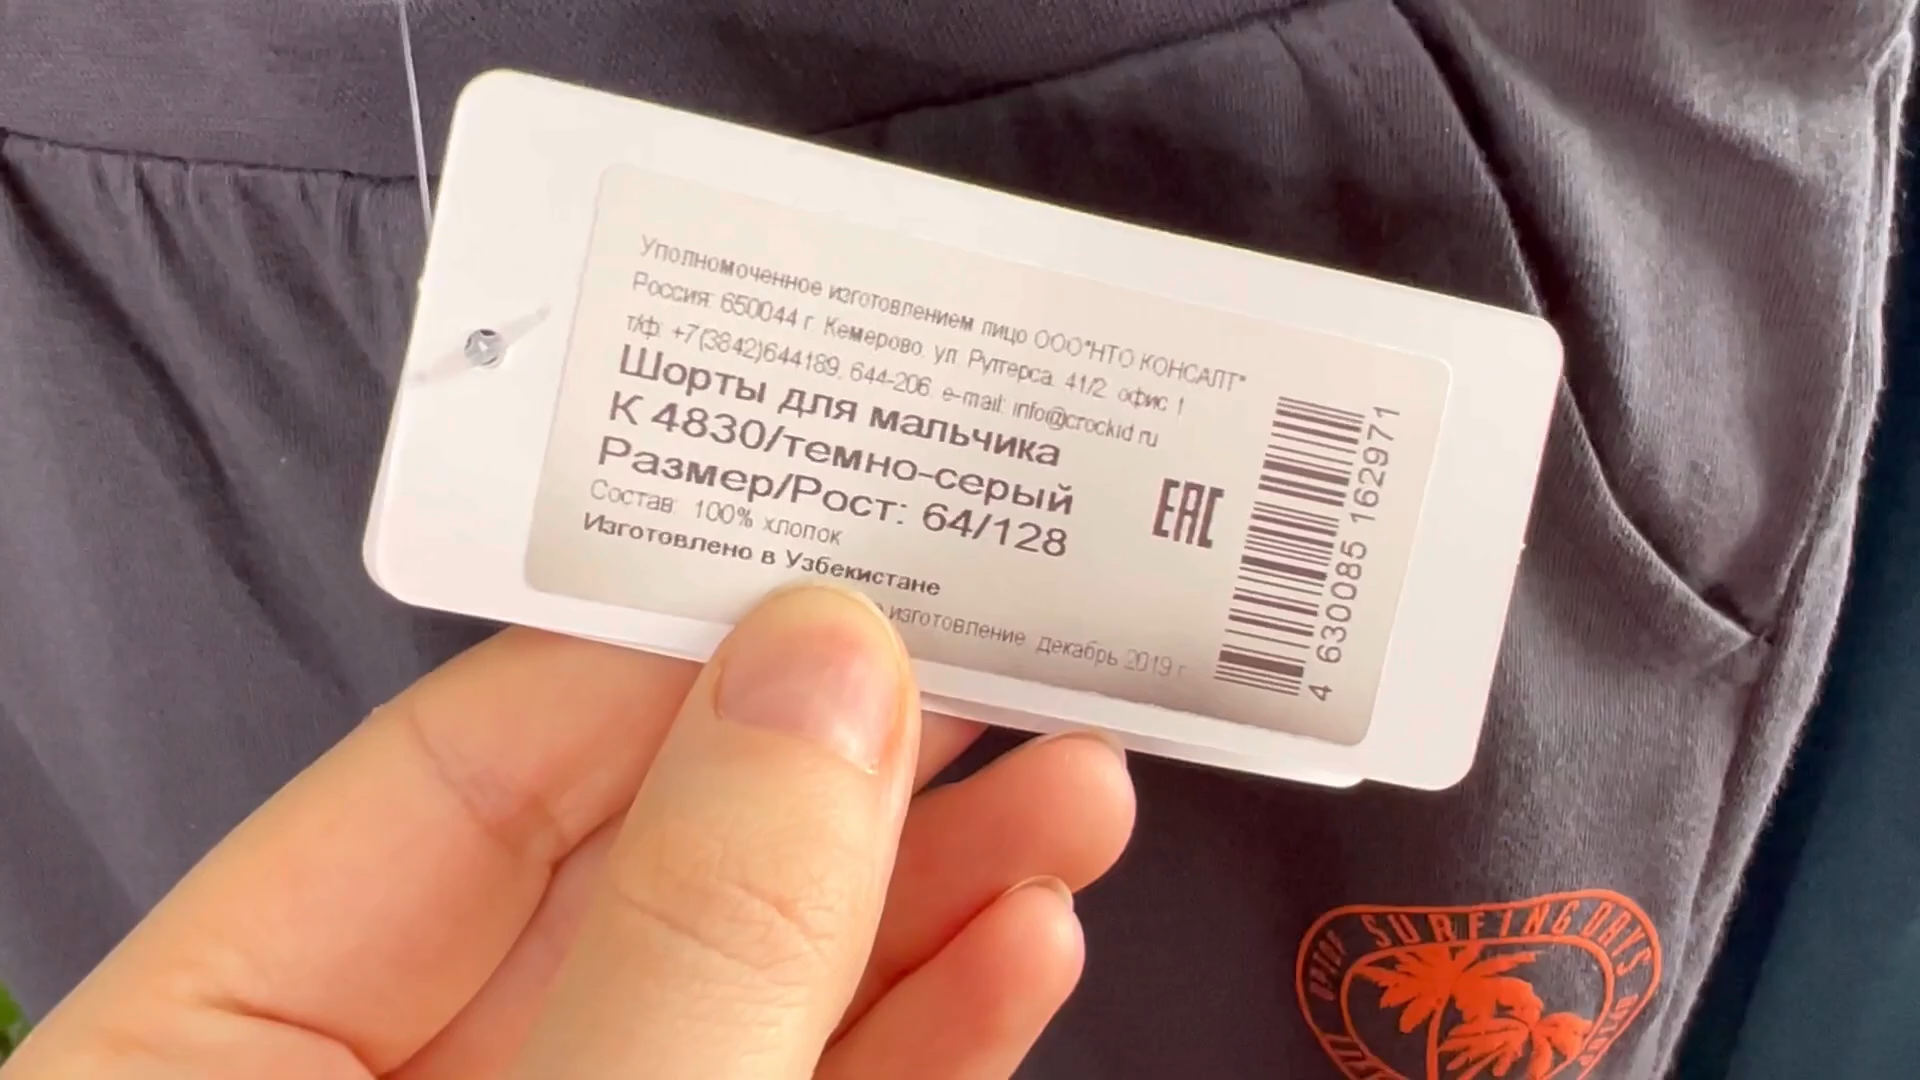 Уполномоченное изготовлением лицо ООО"НТО КОНСАЛТ"
Россия: 650044 г. Кемерово. ул. Рутгерса. 41/2. офис 1
т/ф: +7(3842)644189, 644-206, e-mail: info@crockid.ru
Шорты для мальчика
К 4830/темно-серый
Размер/Рост: 64/128
Состав: 100% хлопок
Изготовлено в Узбекистане
изготовление: декабрь 2019 г.
EAC
4 630085 162971
SURFING DAYS